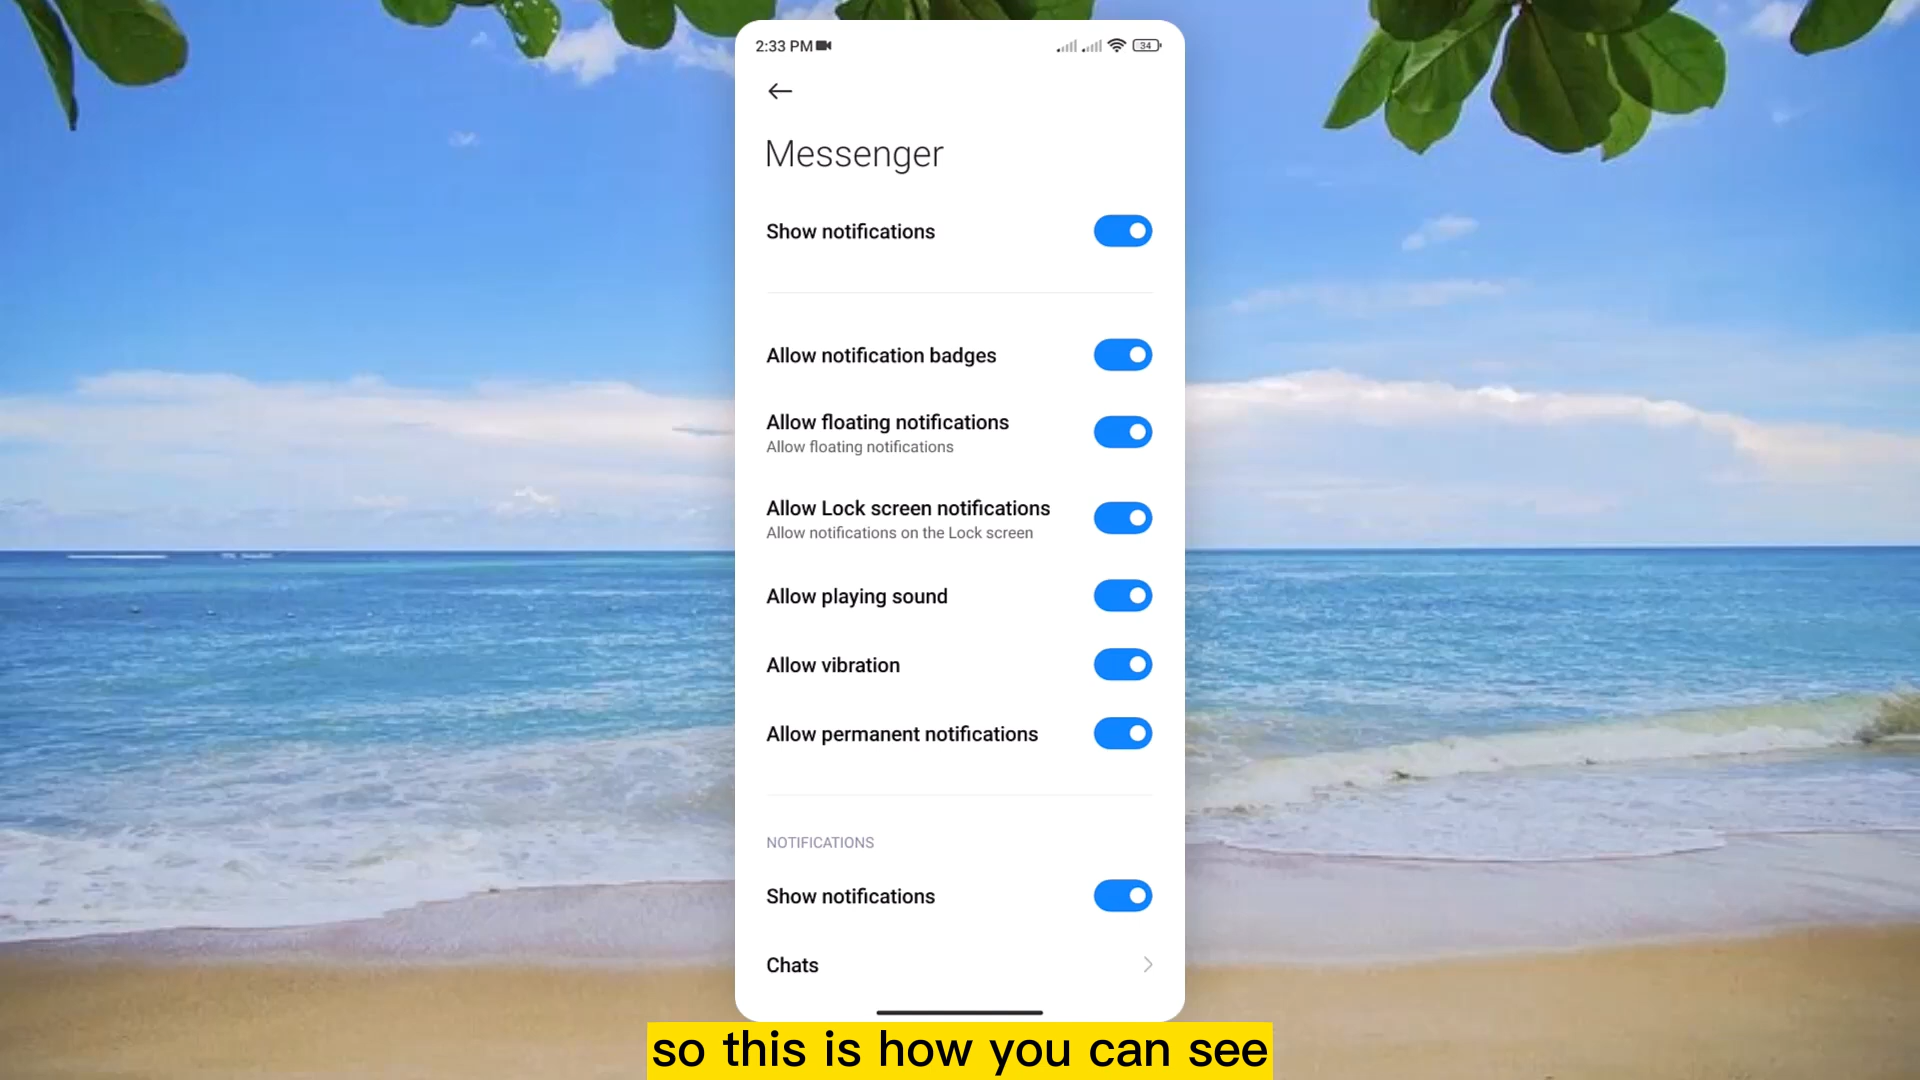 2:33 PM
34
Messenger
Show notifications
Allow notification badges
Allow floating notifications
Allow floating notifications
Allow Lock screen notifications
Allow notifications on the Lock screen
Allow playing sound
Allow vibration
Allow permanent notifications
NOTIFICATIONS
Show notifications
Chats
so this is how you can see